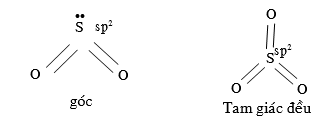 S sp²
O O
góc
O
S sp²
O O
Tam giác đều